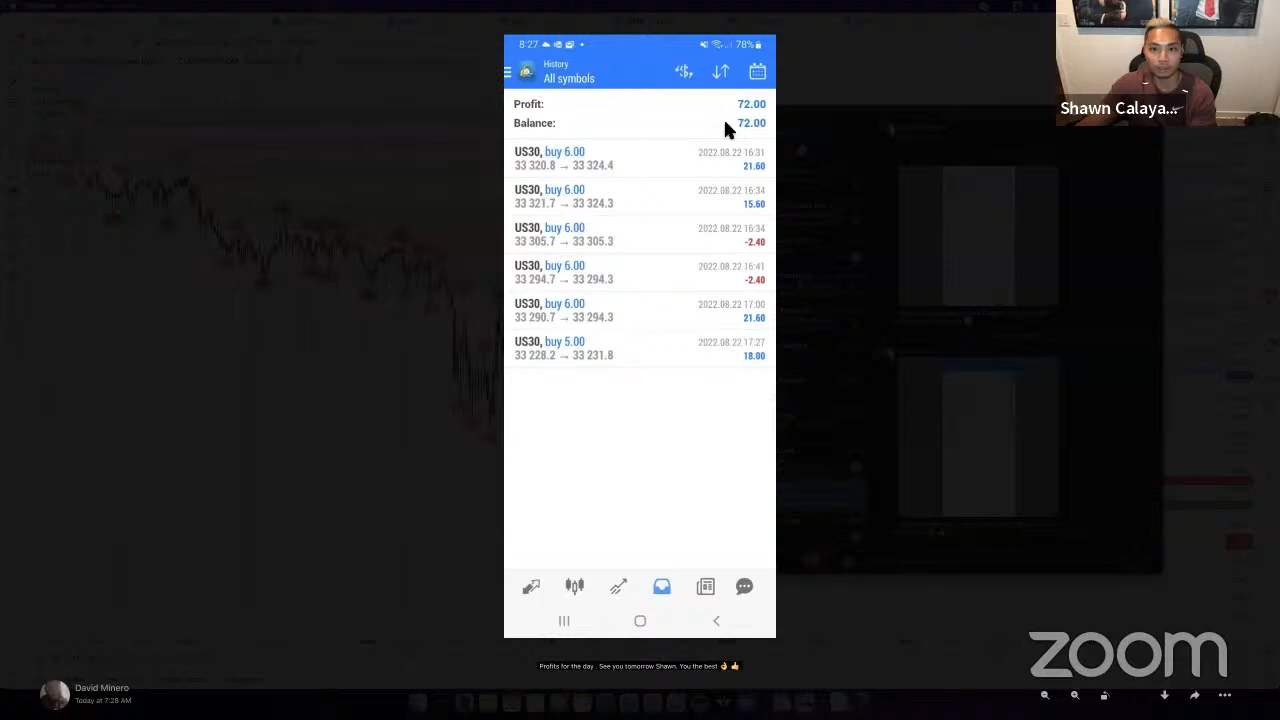 8:27
78%
History
All symbols
Profit: 72.00
Balance: 72.00
US30, buy 6.00 2022.08.22 16:31
33 320.8 → 33 324.4 21.60
US30, buy 6.00 2022.08.22 16:34
33 321.7 → 33 324.3 15.60
US30, buy 6.00 2022.08.22 16:34
33 305.7 → 33 305.3 -2.40
US30, buy 6.00 2022.08.22 16:41
33 294.7 → 33 294.3 -2.40
US30, buy 6.00 2022.08.22 17:00
33 290.7 → 33 294.3 21.60
US30, buy 5.00 2022.08.22 17:27
33 228.2 → 33 231.8 18.00
Profits for the day . See you tomorrow Shawn. You the best 👌 👍
David Minero
Today at 7:28 AM
Shawn Calaya...
zoom